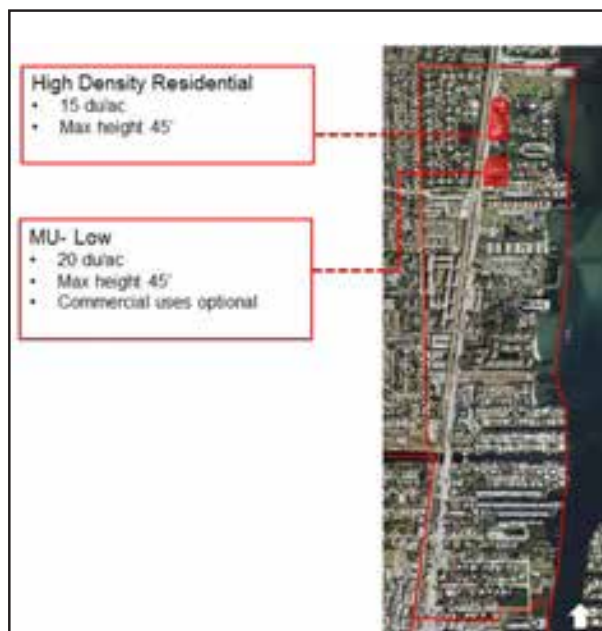 High Density Residential
• 15 du/ac
• Max height 45'
MU- Low
• 20 du/ac
• Max height 45'
• Commercial uses optional